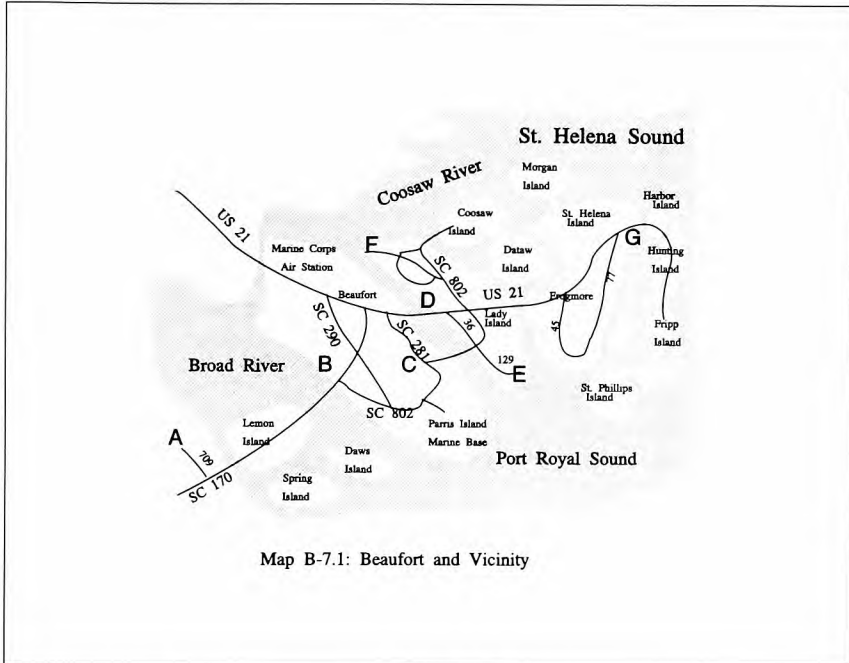 St. Helena Sound
Coosaw River
Morgan
Island
Harbor
Island
US 21
Coosaw
Island
St. Helena
Island
G
Marine Corps
Air Station
F
Dataw
Island
Hunting
Island
SC 802
77
Beaufort
D
US 21
Frogmore
SC 290
SC 281
36
Lady
Island
45
Fripp
Island
Broad River
B
C
129
E
St. Phillips
Island
SC 802
A
Lemon
Island
Parris Island
Marine Base
709
Daws
Island
Port Royal Sound
SC 170
Spring
Island
Map B-7.1: Beaufort and Vicinity